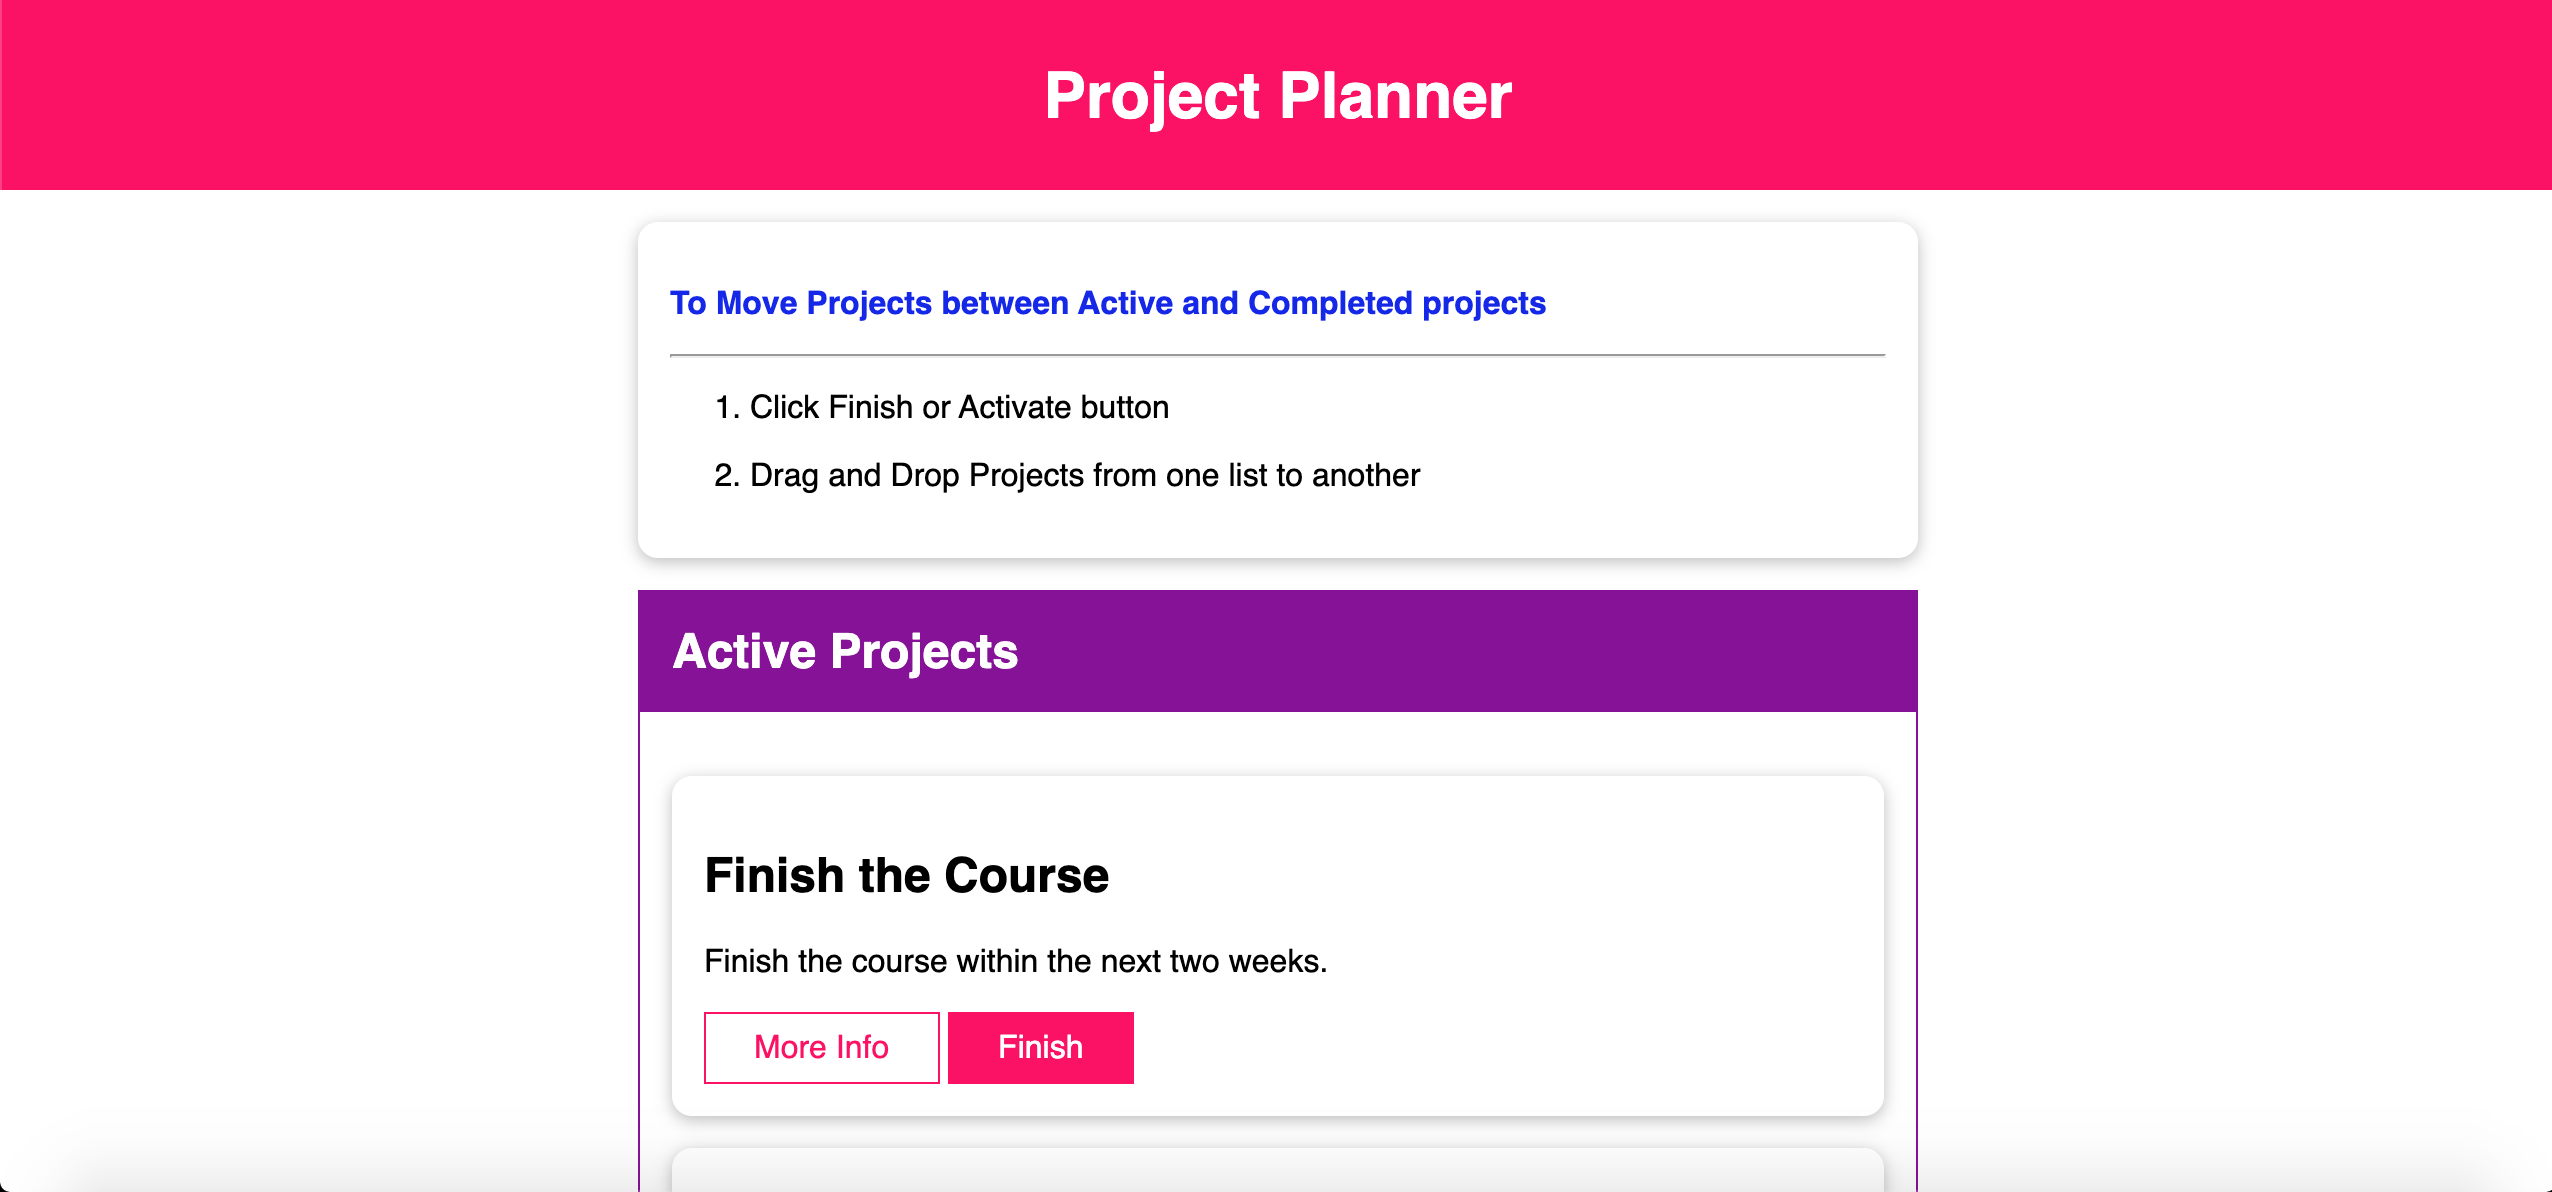 Project Planner
To Move Projects between Active and Completed projects
1. Click Finish or Activate button
2. Drag and Drop Projects from one list to another
Active Projects
Finish the Course
Finish the course within the next two weeks.
More Info Finish